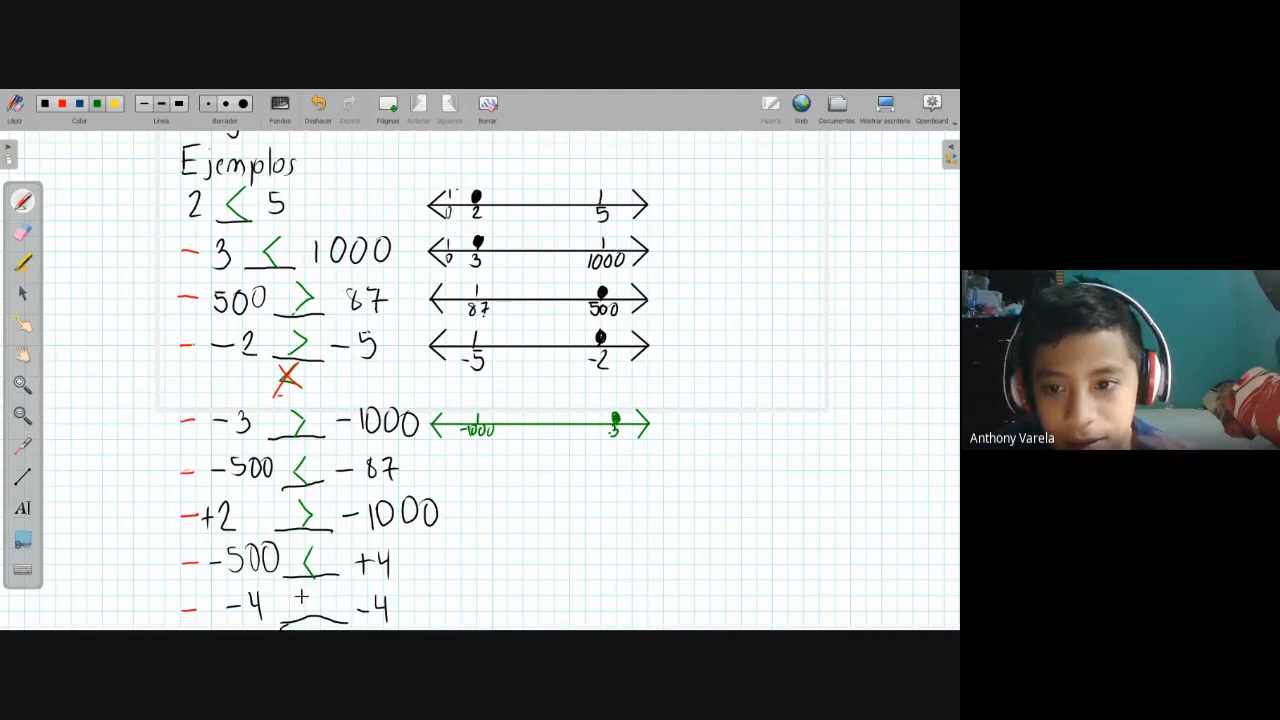 Lápiz Color Línea Borrador Fondos Deshacer Repetir Páginas Anterior Siguiente Borrar Pizarra Web Documentos Mostrar escritorio OpenBoard
Ejemplos
2 < 5 0 2 5
- 3 < 1000 0 3 1000
- 500 > 87 87 500
- -2 > -5 -5 -2
- -3 > -1000 -1000 -3
- -500 < -87
- +2 > -1000
- -500 < +4
- -4 -4
AI
Anthony Varela